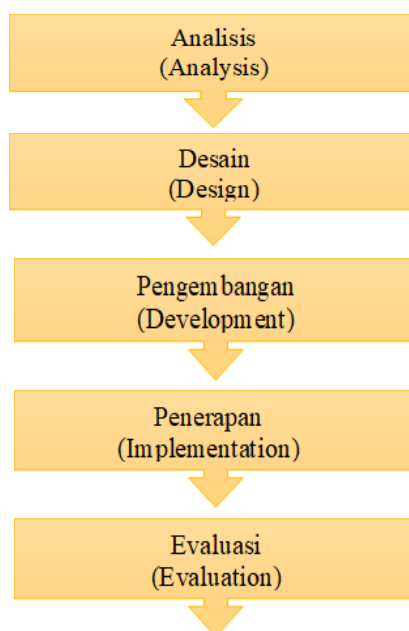 Analisis
(Analysis)
Desain
(Design)
Pengembangan
(Development)
Penerapan
(Implementation)
Evaluasi
(Evaluation)